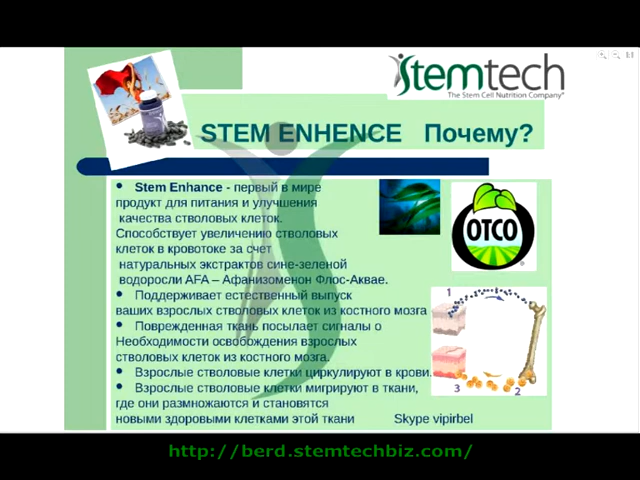 Stemtech
The Stem Cell Nutrition Company®
STEM ENHENCE Почему?
Stem Enhance - первый в мире
продукт для питания и улучшения
качества стволовых клеток.
Способствует увеличению стволовых
клеток в кровотоке за счет
натуральных экстрактов сине-зеленой
водоросли AFA – Афанизоменон Флос-Аквае.
OTCO
Поддерживает естественный выпуск
ваших взрослых стволовых клеток из костного мозга
Поврежденная ткань посылает сигналы о
Необходимости освобождения взрослых
стволовых клеток из костного мозга.
Взрослые стволовые клетки циркулируют в крови.
Взрослые стволовые клетки мигрируют в ткани,
где они размножаются и становятся
новыми здоровыми клетками этой ткани Skype vipirbel
1
3
2
http://berd.stemtechbiz.com/